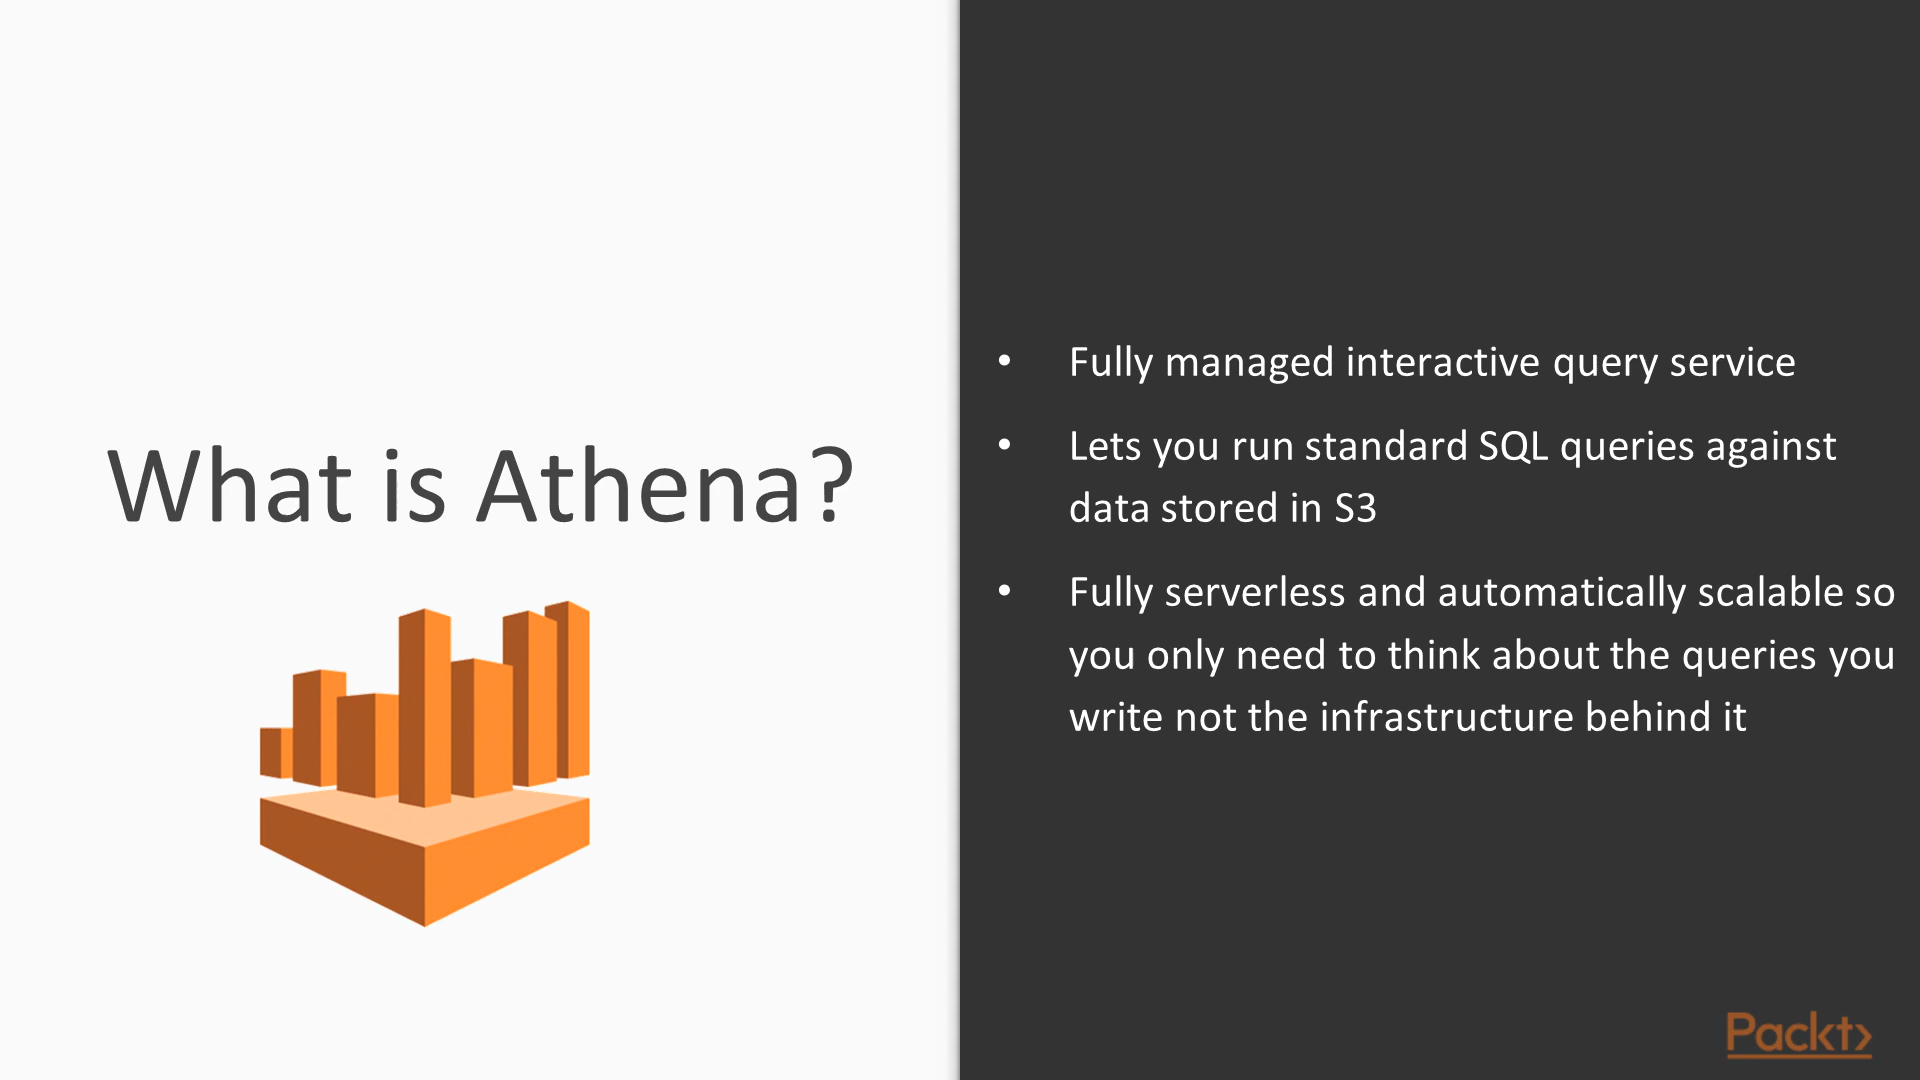 What is Athena?
• Fully managed interactive query service
• Lets you run standard SQL queries against
data stored in S3
• Fully serverless and automatically scalable so
you only need to think about the queries you
write not the infrastructure behind it
Packt>